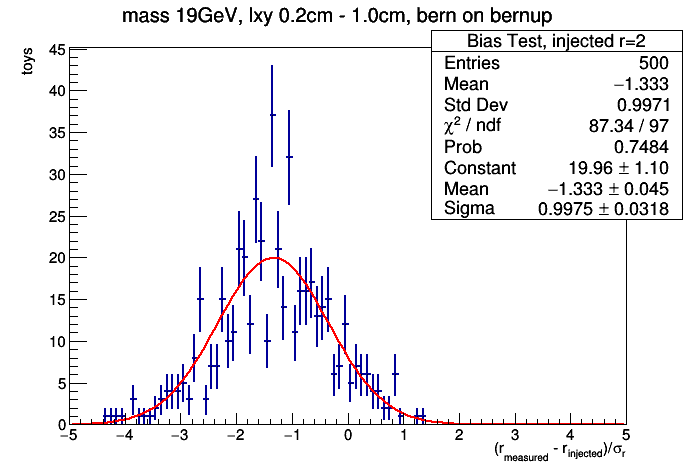 mass 19GeV, lxy 0.2cm - 1.0cm, bern on bernup
Bias Test, injected r=2
Entries 500
Mean −1.333
Std Dev 0.9971
χ² / ndf 87.34 / 97
Prob 0.7484
Constant 19.96 ± 1.10
Mean −1.333 ± 0.045
Sigma 0.9975 ± 0.0318
toys
45
40
35
30
25
20
15
10
5
0
−5 −4 −3 −2 −1 0 1 2 3 4 5
(r_measured - r_injected)/σ_r